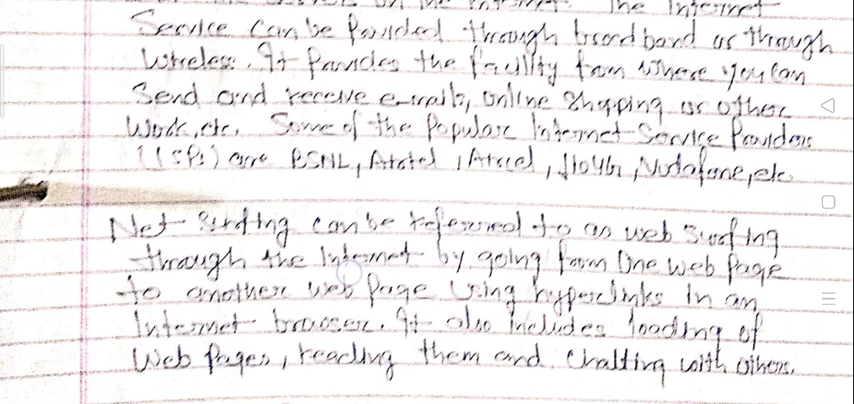 on the Internet. The Internet
Service can be Provided through broad band or through
Wireless. It Provides the facility from where you can
Send and receive e-mails, online Shopping or other
Work, etc. Some of the Popular Internet Service Providers
(ISPs) are BSNL, Airtel, Aircel, Vodafone, etc.
Net Surfing can be referred to as web Surfing
through the Internet by going from One web Page
to another web Page Using hyperlinks in an
Internet browser. It also includes loading of
Web Pages, reading them and Chatting with others.